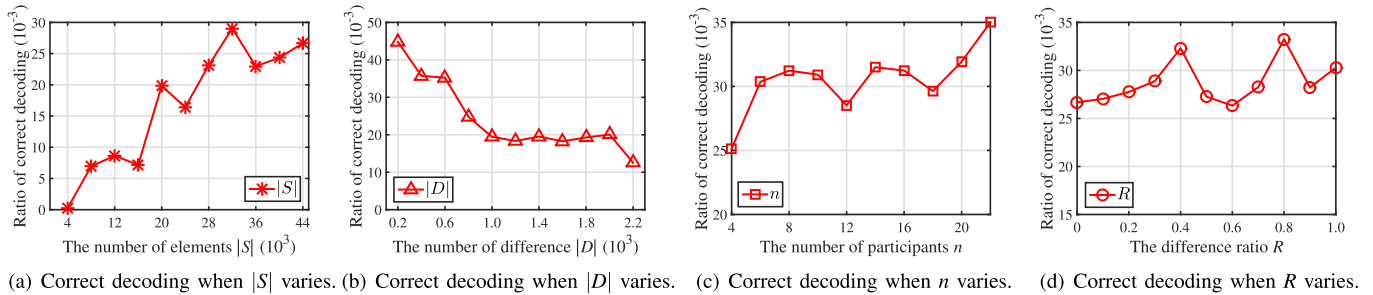 Ratio of correct decoding (10^-3)
30
25
20
15
10
5
0
4 12 20 28 36 44
|S|
The number of elements |S| (10^3)
(a) Correct decoding when |S| varies.
Ratio of correct decoding (10^-3)
50
40
30
20
10
0
0.2 0.6 1.0 1.4 1.8 2.2
|D|
The number of difference |D| (10^3)
(b) Correct decoding when |D| varies.
Ratio of correct decoding (10^-3)
35
30
25
20
4 8 12 16 20
n
The number of participants n
(c) Correct decoding when n varies.
Ratio of correct decoding (10^-3)
35
30
33
15
0 0.2 0.4 0.6 0.8 1.0
R
The difference ratio R
(d) Correct decoding when R varies.